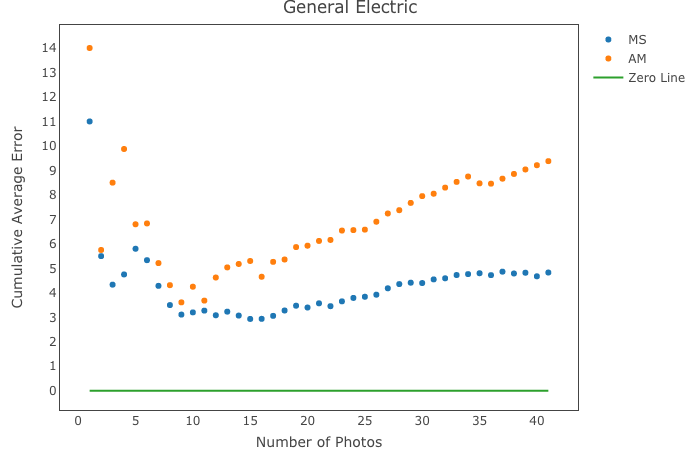 General Electric
MS
AM
Zero Line
Cumulative Average Error
14
13
12
11
10
9
8
7
6
5
4
3
2
1
0
0 5 10 15 20 25 30 35 40
Number of Photos